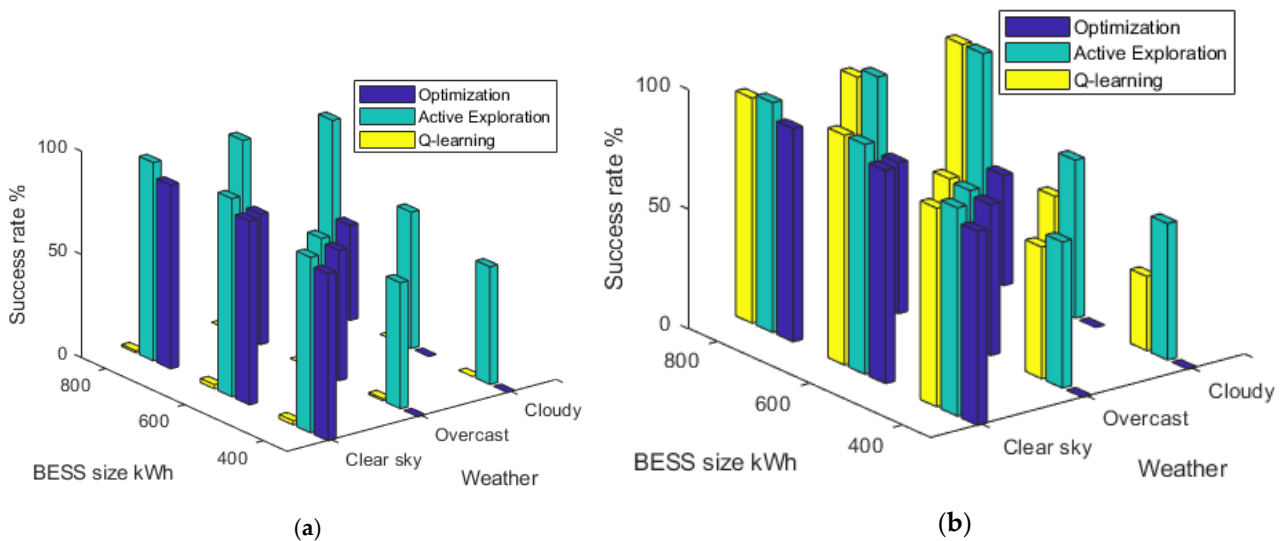 Optimization
Active Exploration
Q-learning
100
50
0
Success rate %
800
600
400
BESS size kWh
Clear sky
Overcast
Cloudy
Weather
(a)
Optimization
Active Exploration
Q-learning
100
50
0
Success rate %
800
600
400
BESS size kWh
Clear sky
Overcast
Cloudy
Weather
(b)